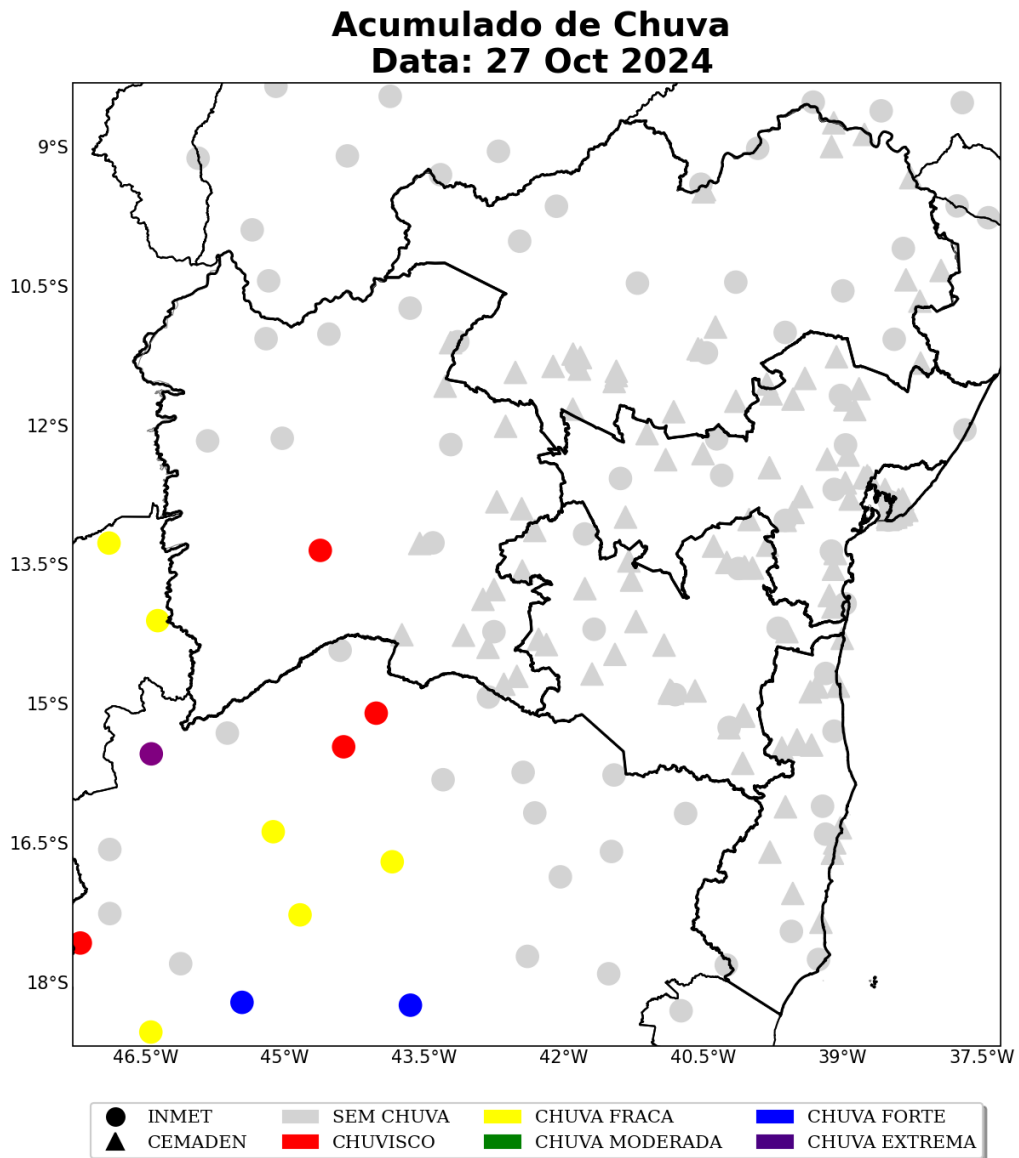 Acumulado de Chuva
Data: 27 Oct 2024
9°S
10.5°S
12°S
13.5°S
15°S
16.5°S
18°S
46.5°W 45°W 43.5°W 42°W 40.5°W 39°W 37.5°W
INMET SEM CHUVA CHUVA FRACA CHUVA FORTE
CEMADEN CHUVISCO CHUVA MODERADA CHUVA EXTREMA